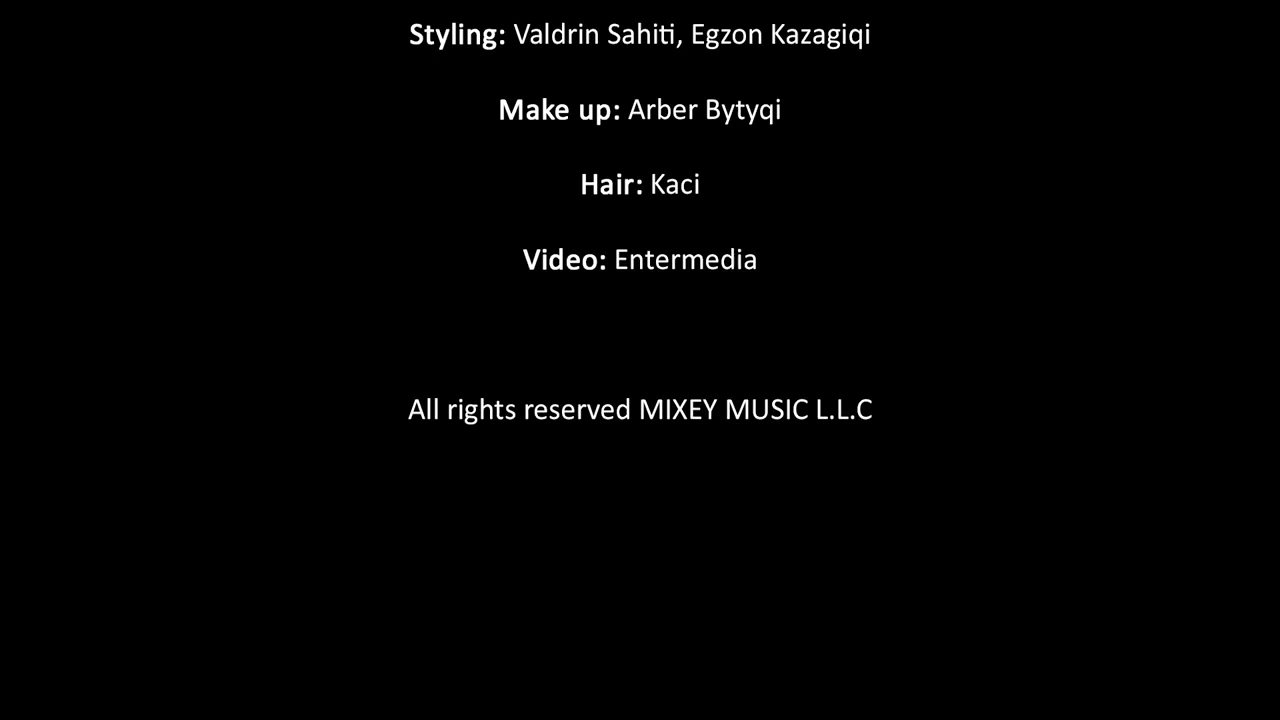 Styling: Valdrin Sahiti, Egzon Kazagiqi
Make up: Arber Bytyqi
Hair: Kaci
Video: Entermedia
All rights reserved MIXEY MUSIC L.L.C